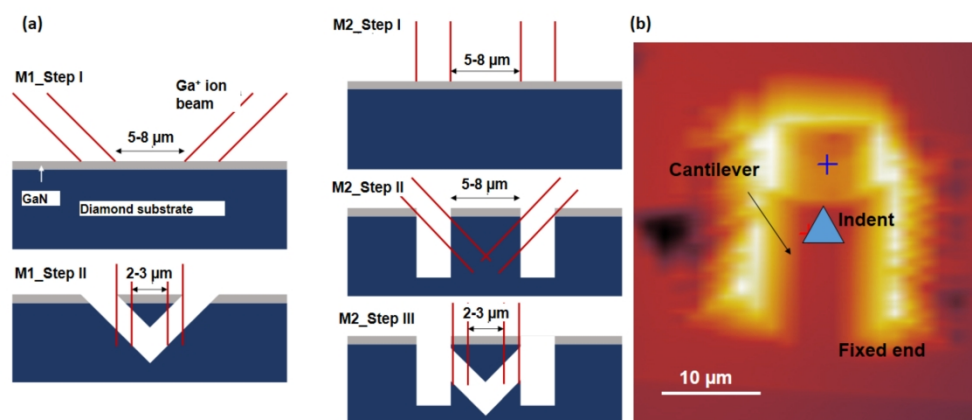 (a)
M1_Step I
Ga⁺ ion
beam
5-8 µm
GaN
Diamond substrate
M1_Step II
2-3 µm
M2_Step I
5-8 µm
M2_Step II
5-8 µm
M2_Step III
2-3 µm
(b)
Cantilever
Indent
Fixed end
10 µm